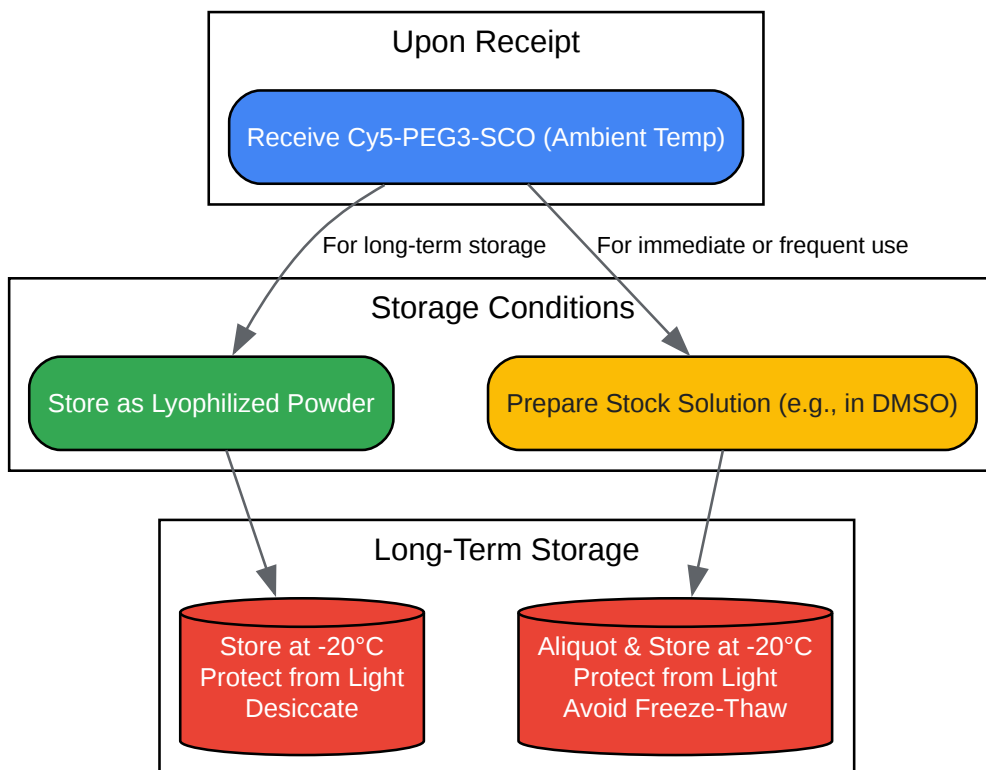 Upon Receipt
Receive Cy5-PEG3-SCO (Ambient Temp)
For long-term storage
For immediate or frequent use
Storage Conditions
Store as Lyophilized Powder
Prepare Stock Solution (e.g., in DMSO)
Long-Term Storage
Store at -20°C
Protect from Light
Desiccate
Aliquot & Store at -20°C
Protect from Light
Avoid Freeze-Thaw